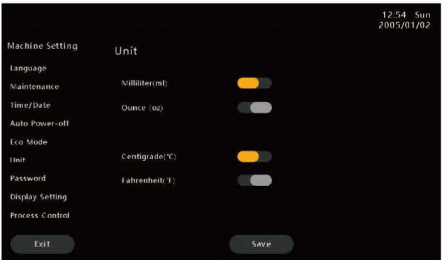 12:54 Sun
2005/01/02
Machine Setting
Unit
Language
Maintenance
Time/Date
Auto Power-off
Eco Mode
Unit
Password
Display Setting
Process Control
Milliliter(ml)
Ounce (oz)
Centigrade(℃)
Fahrenheit(℉)
Exit
Save